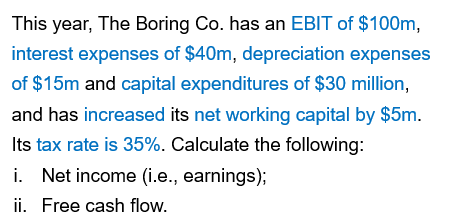 This year, The Boring Co. has an EBIT of $100m,
interest expenses of $40m, depreciation expenses
of $15m and capital expenditures of $30 million,
and has increased its net working capital by $5m.
Its tax rate is 35%. Calculate the following:
i. Net income (i.e., earnings);
ii. Free cash flow.